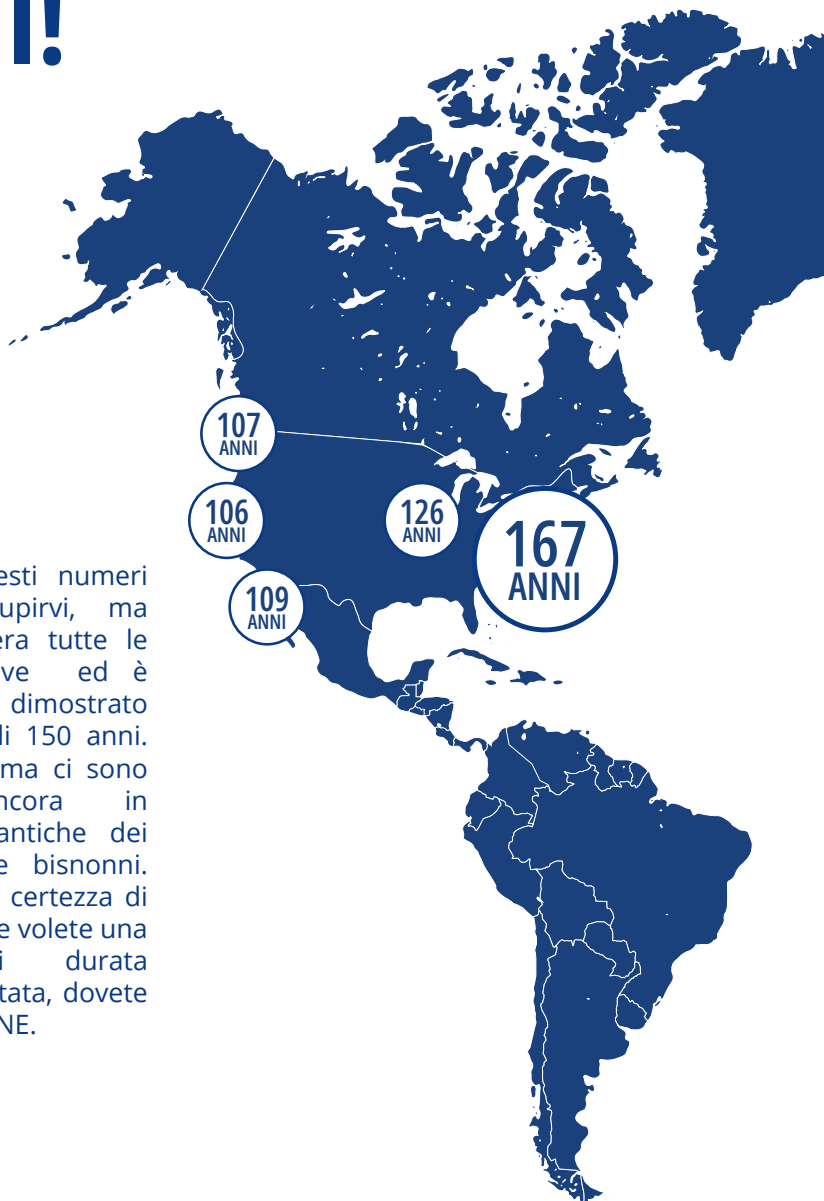 I!
107
ANNI
106
ANNI
126
ANNI
167
ANNI
109
ANNI
esti numeri
upirvi, ma
era tutte le
ve ed è
dimostrato
li 150 anni.
ma ci sono
ncora in
antiche dei
e bisnonni.
certezza di
e volete una
i durata
tata, dovete
NE.